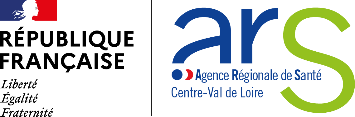 RÉPUBLIQUE
FRANÇAISE
Liberté
Égalité
Fraternité
ars
Agence Régionale de Santé
Centre-Val de Loire